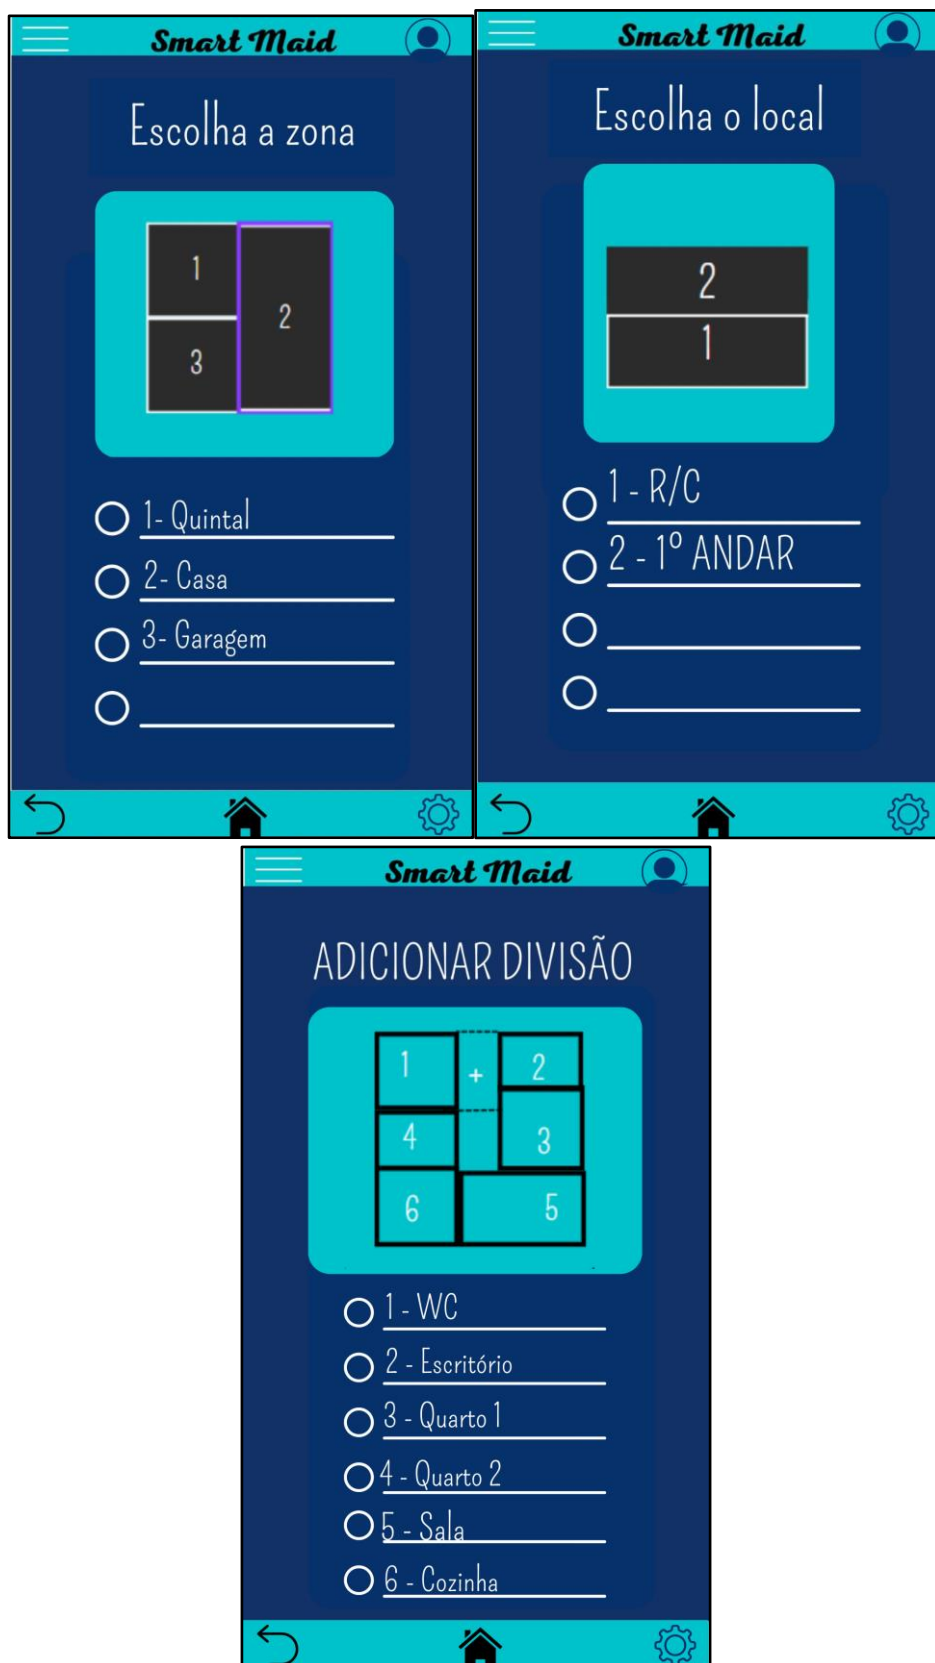 Smart Maid
Escolha a zona
1
2
3
1- Quintal
2- Casa
3- Garagem
Smart Maid
Escolha o local
2
1
1 - R/C
2 - 1º ANDAR
Smart Maid
ADICIONAR DIVISÃO
1
+
2
4
3
6
5
1 - WC
2 - Escritório
3 - Quarto 1
4 - Quarto 2
5 - Sala
6 - Cozinha